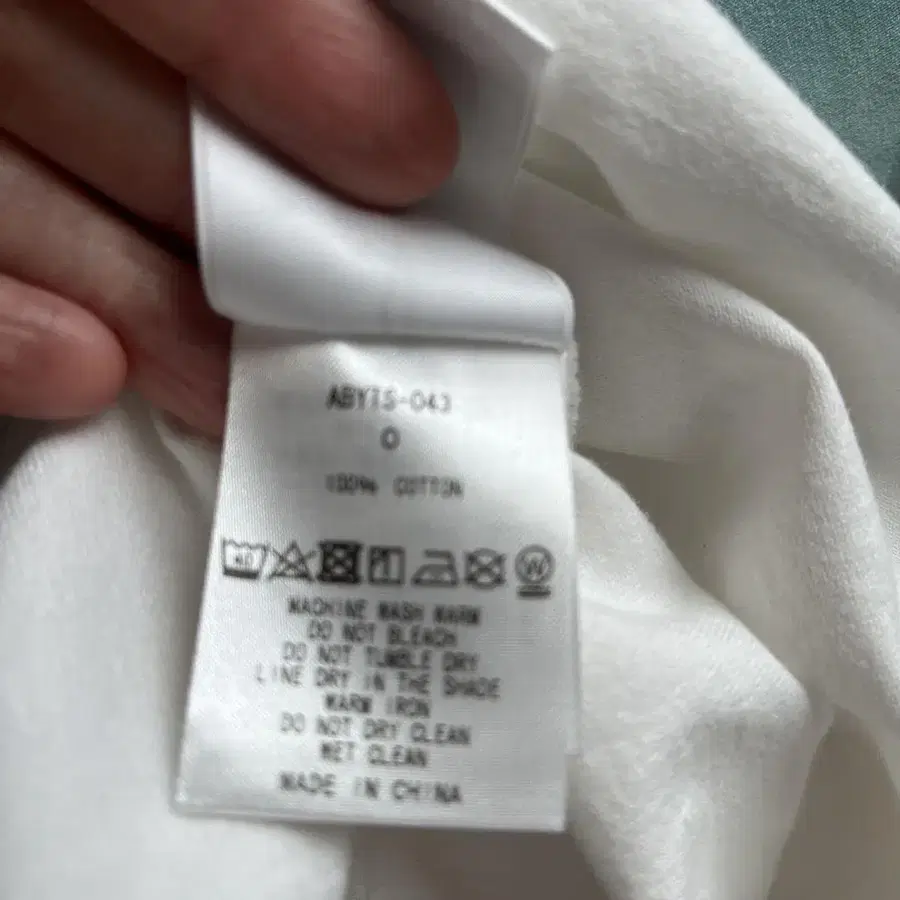 ABYTS-043
0
100% COTTON
40 W
MACHINE WASH WARM
DO NOT BLEACH
DO NOT TUMBLE DRY
LINE DRY IN THE SHADE
WARM IRON
DO NOT DRY CLEAN
WET CLEAN
MADE IN CHINA